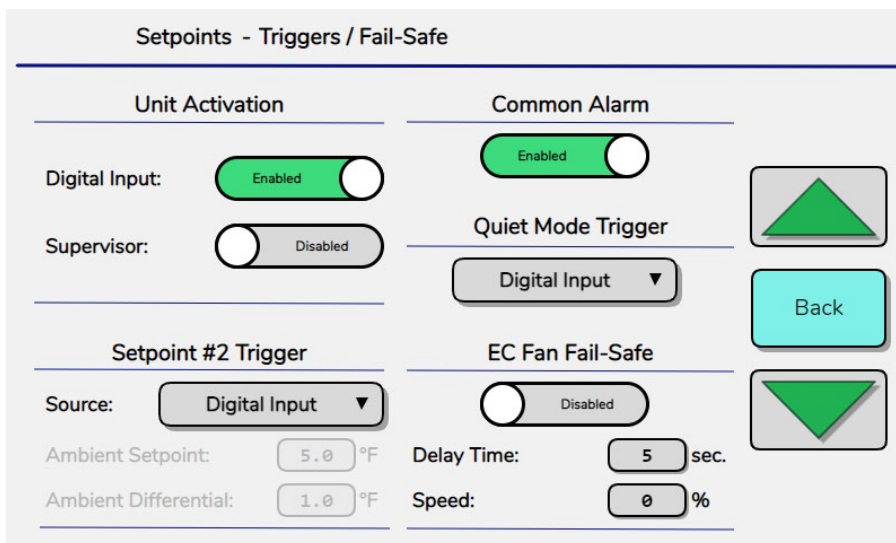 Setpoints - Triggers / Fail-Safe
Unit Activation
Digital Input: Enabled
Supervisor: Disabled
Common Alarm
Enabled
Quiet Mode Trigger
Digital Input ▼
Setpoint #2 Trigger
Source: Digital Input ▼
Ambient Setpoint: 5.0 °F
Ambient Differential: 1.0 °F
EC Fan Fail-Safe
Disabled
Delay Time: 5 sec.
Speed: 0 %
Back